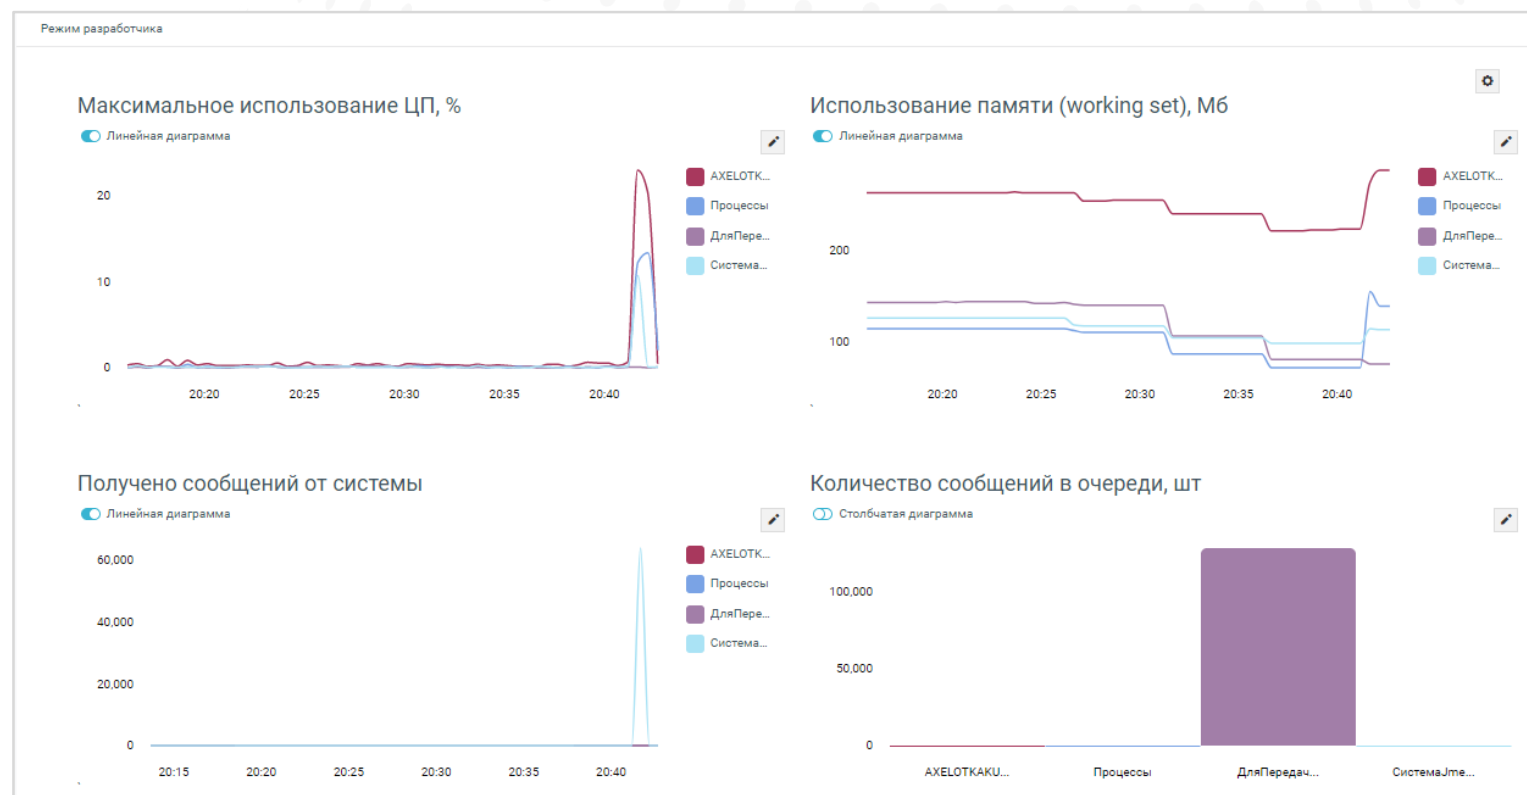 Режим разработчика
Максимальное использование ЦП, %
Линейная диаграмма
20
10
0
20:20 20:25 20:30 20:35 20:40
AXELOTK...
Процессы
ДляПере...
Система...
Использование памяти (working set), Мб
Линейная диаграмма
200
100
20:20 20:25 20:30 20:35 20:40
AXELOTK...
Процессы
ДляПере...
Система...
Получено сообщений от системы
Линейная диаграмма
60,000
40,000
20,000
0
20:15 20:20 20:25 20:30 20:35 20:40
AXELOTK...
Процессы
ДляПере...
Система...
Количество сообщений в очереди, шт
Столбчатая диаграмма
100,000
50,000
0
AXELOTKAKU... Процессы ДляПередач... СистемаJme...